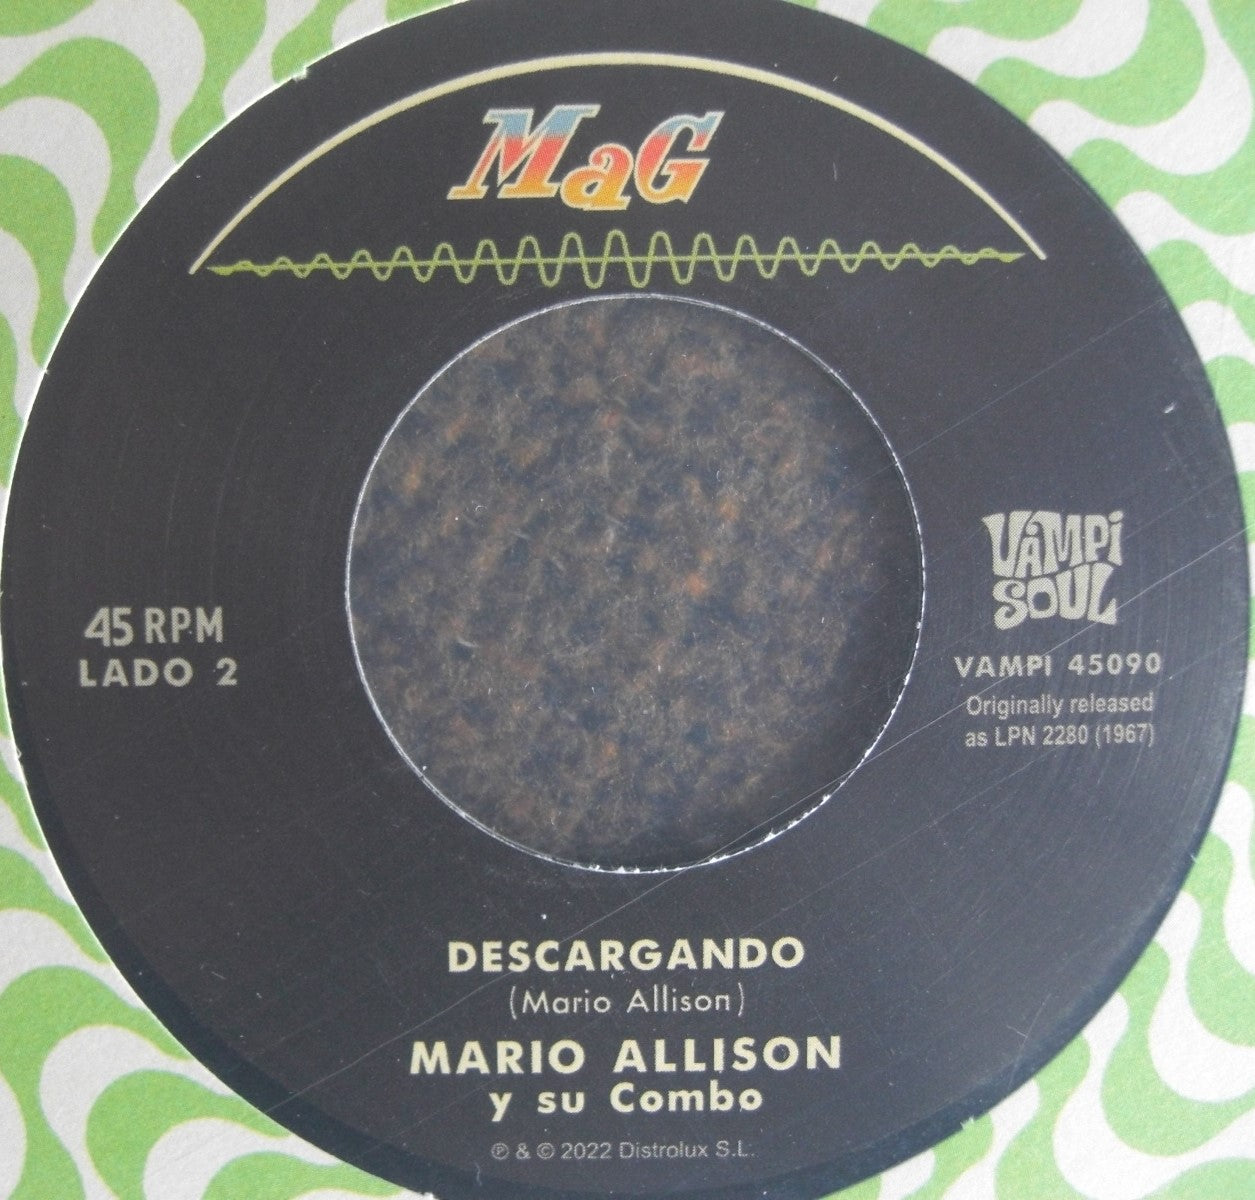 MaG
45 RPM
LADO 2
VAMPI
SOUL
VAMPI 45090
Originally released
as LPN 2280 (1967)
DESCARGANDO
(Mario Allison)
MARIO ALLISON
y su Combo
℗ & © 2022 Distrolux S.L.